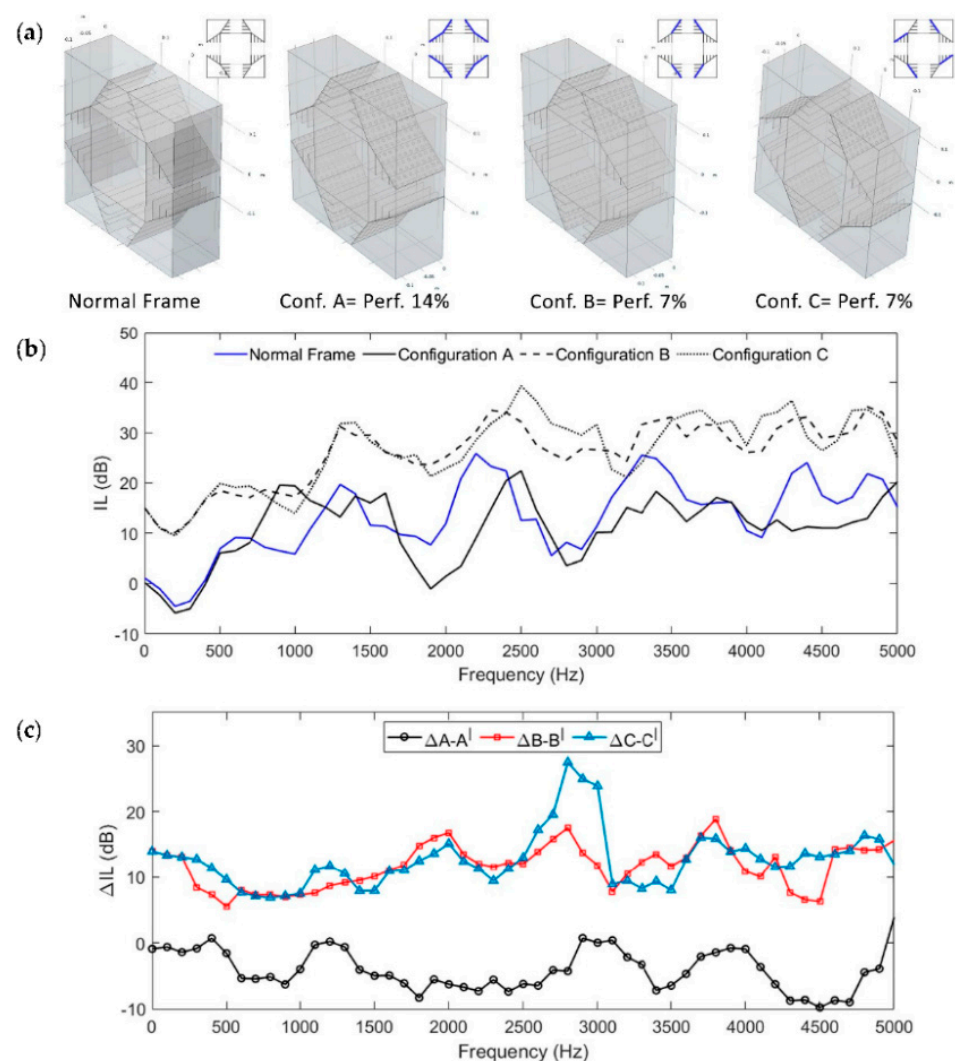 (a)
Normal Frame
Conf. A= Perf. 14%
Conf. B= Perf. 7%
Conf. C= Perf. 7%
(b)
50
Normal Frame Configuration A Configuration B Configuration C
40
30
20
10
0
-10
IL (dB)
0 500 1000 1500 2000 2500 3000 3500 4000 4500 5000
Frequency (Hz)
(c)
ΔA-A| ΔB-B| ΔC-C|
30
20
10
0
-10
ΔIL (dB)
0 500 1000 1500 2000 2500 3000 3500 4000 4500 5000
Frequency (Hz)